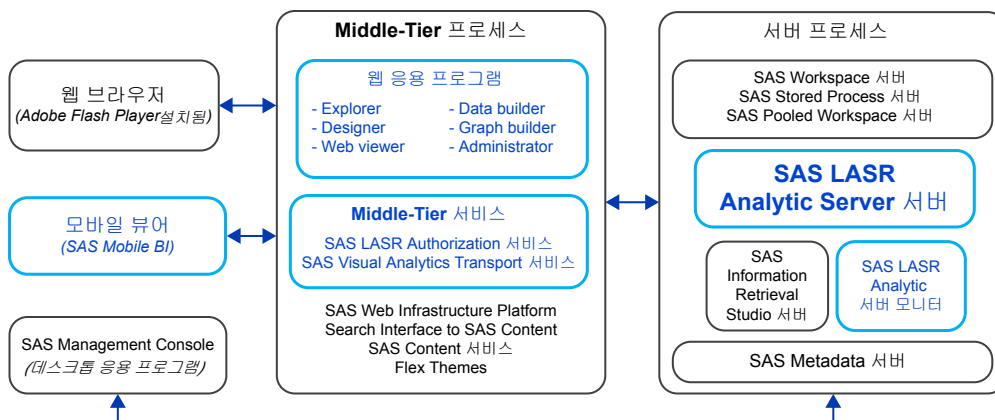 웹 브라우저
(Adobe Flash Player설치됨)
모바일 뷰어
(SAS Mobile BI)
SAS Management Console
(데스크톱 응용 프로그램)
Middle-Tier 프로세스
웹 응용 프로그램
- Explorer
- Designer
- Web viewer
- Data builder
- Graph builder
- Administrator
Middle-Tier 서비스
SAS LASR Authorization 서비스
SAS Visual Analytics Transport 서비스
SAS Web Infrastructure Platform
Search Interface to SAS Content
SAS Content 서비스
Flex Themes
서버 프로세스
SAS Workspace 서버
SAS Stored Process 서버
SAS Pooled Workspace 서버
SAS LASR
Analytic Server 서버
SAS
Information
Retrieval
Studio 서버
SAS LASR
Analytic
서버 모니터
SAS Metadata 서버